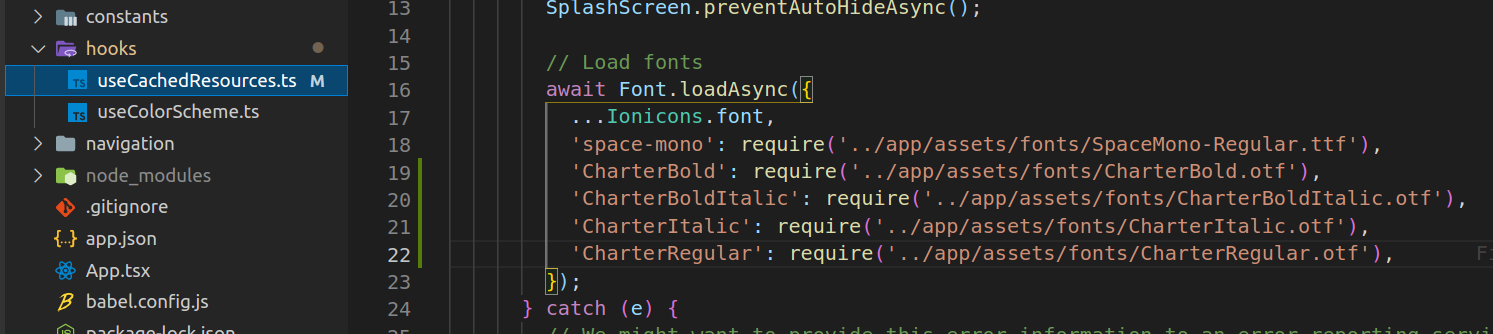 constants
hooks
useCachedResources.ts M
useColorScheme.ts
navigation
node_modules
.gitignore
app.json
App.tsx
babel.config.js
package-lock.json
13 SplashScreen.preventAutoHideAsync();
14
15 // Load fonts
16 await Font.loadAsync({
17 ...Ionicons.font,
18 'space-mono': require('../app/assets/fonts/SpaceMono-Regular.ttf'),
19 'CharterBold': require('../app/assets/fonts/CharterBold.otf'),
20 'CharterBoldItalic': require('../app/assets/fonts/CharterBoldItalic.otf'),
21 'CharterItalic': require('../app/assets/fonts/CharterItalic.otf'),
22 'CharterRegular': require('../app/assets/fonts/CharterRegular.otf'),
23 });
24 } catch (e) {
25 // We might want to provide this error information to an error reporting